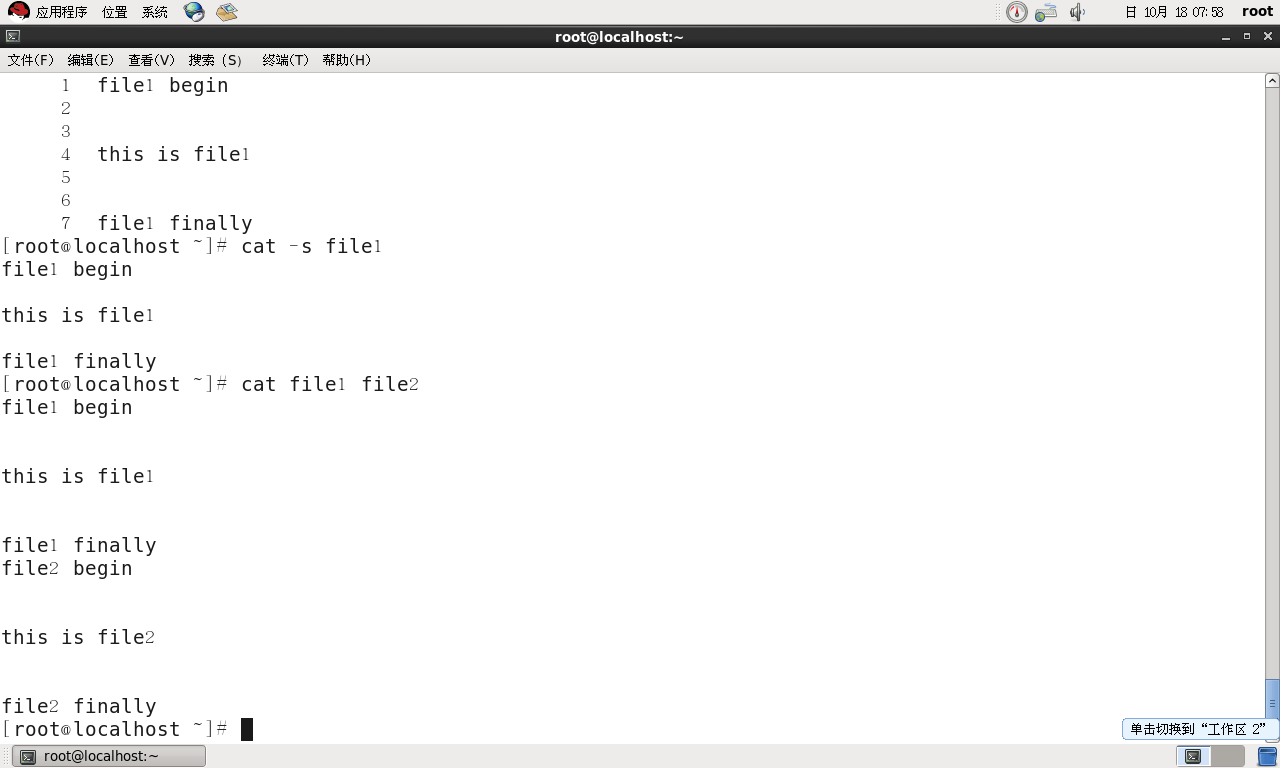 应用程序 位置 系统 日 10月 18 07:58 root
root@localhost:~
文件(F) 编辑(E) 查看(V) 搜索 (S) 终端(T) 帮助(H)
1 file1 begin
2
3
4 this is file1
5
6
7 file1 finally
[root@localhost ~]# cat -s file1
file1 begin
this is file1
file1 finally
[root@localhost ~]# cat file1 file2
file1 begin
this is file1
file1 finally
file2 begin
this is file2
file2 finally
[root@localhost ~]#
单击切换到“工作区 2”
root@localhost:~